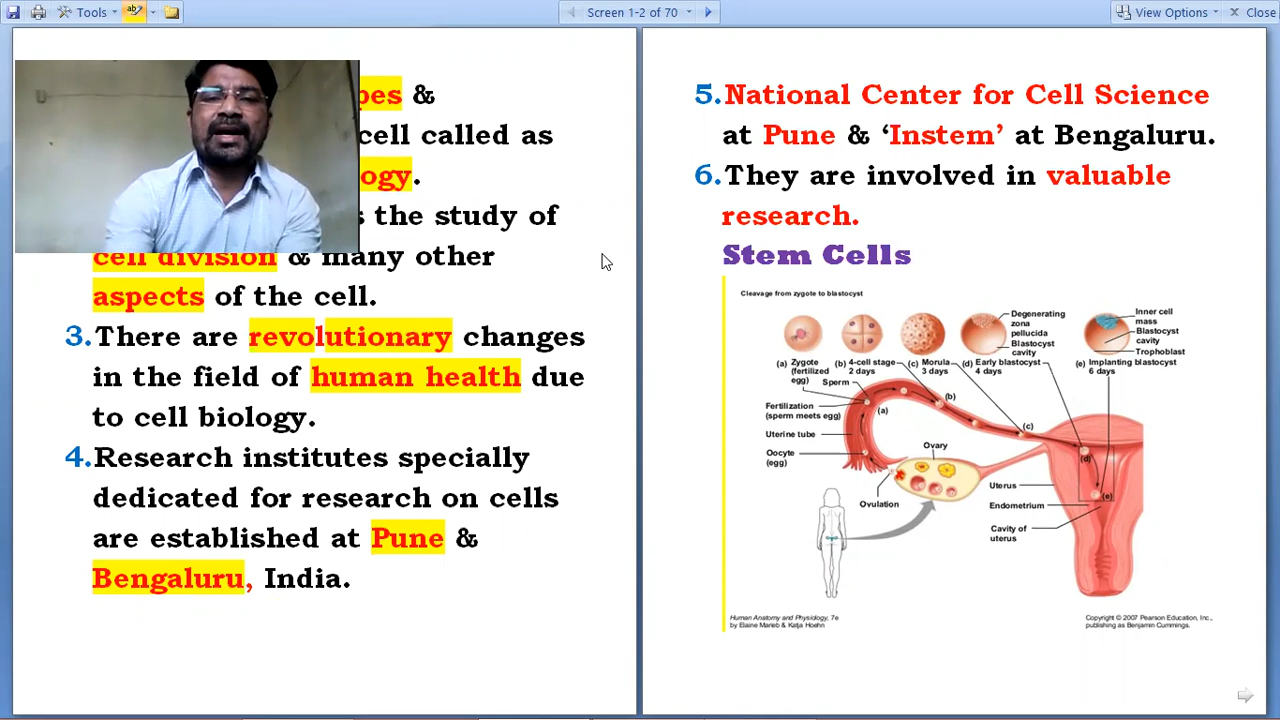 Tools
Screen 1-2 of 70
View Options
Close
&
cell called as
ogy.
the study of
cell division & many other
aspects of the cell.
3.There are revolutionary changes
in the field of human health due
to cell biology.
4.Research institutes specially
dedicated for research on cells
are established at Pune &
Bengaluru, India.
5.National Center for Cell Science
at Pune & ‘Instem’ at Bengaluru.
6.They are involved in valuable
research.
Stem Cells
Cleavage from zygote to blastocyst
Degenerating
zona
pellucida
Blastocyst
cavity
Inner cell
mass
Blastocyst
cavity
Trophoblast
(a) Zygote
(fertilized
egg)
(b) 4-cell stage
2 days
(c) Morula
3 days
(d) Early blastocyst
4 days
(e) Implanting blastocyst
6 days
Sperm
Fertilization
(sperm meets egg)
(a)
(b)
(c)
(d)
(e)
Uterine tube
Oocyte
(egg)
Ovary
Ovulation
Uterus
Endometrium
Cavity of
uterus
Human Anatomy and Physiology, 7e
by Elaine Marieb & Katja Hoehn
Copyright © 2007 Pearson Education, Inc.,
publishing as Benjamin Cummings.